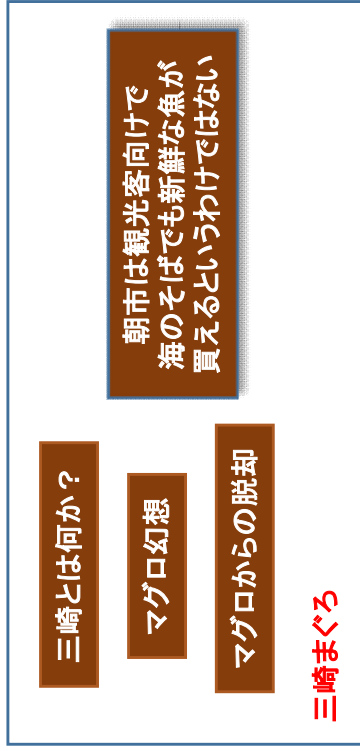 三崎とは何か？
マグロ幻想
マグロからの脱却
三崎まぐろ
朝市は観光客向けで
海のそばでも新鮮な魚が
買えるというわけではない